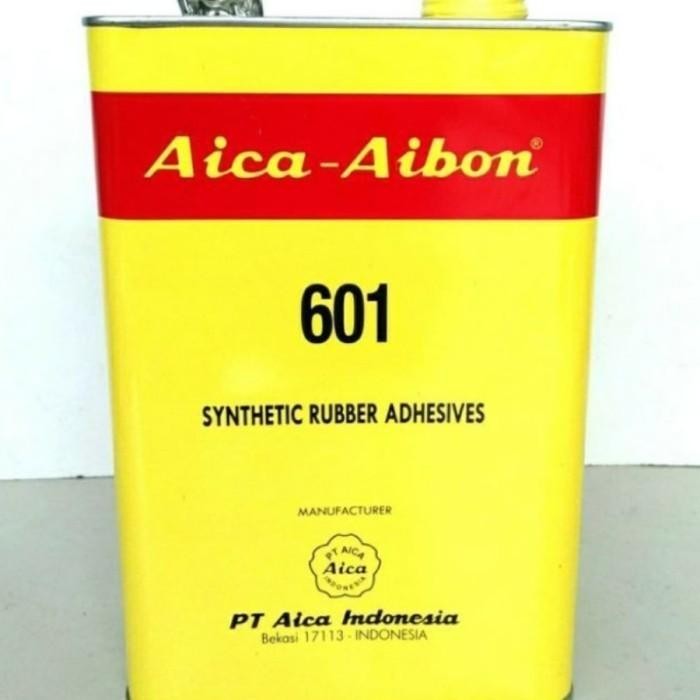 Aica-Aibon®
601
SYNTHETIC RUBBER ADHESIVES
MANUFACTURER
PT AICA
Aica
INDONESIA
PT Aica Indonesia
Bekasi 17113 - INDONESIA